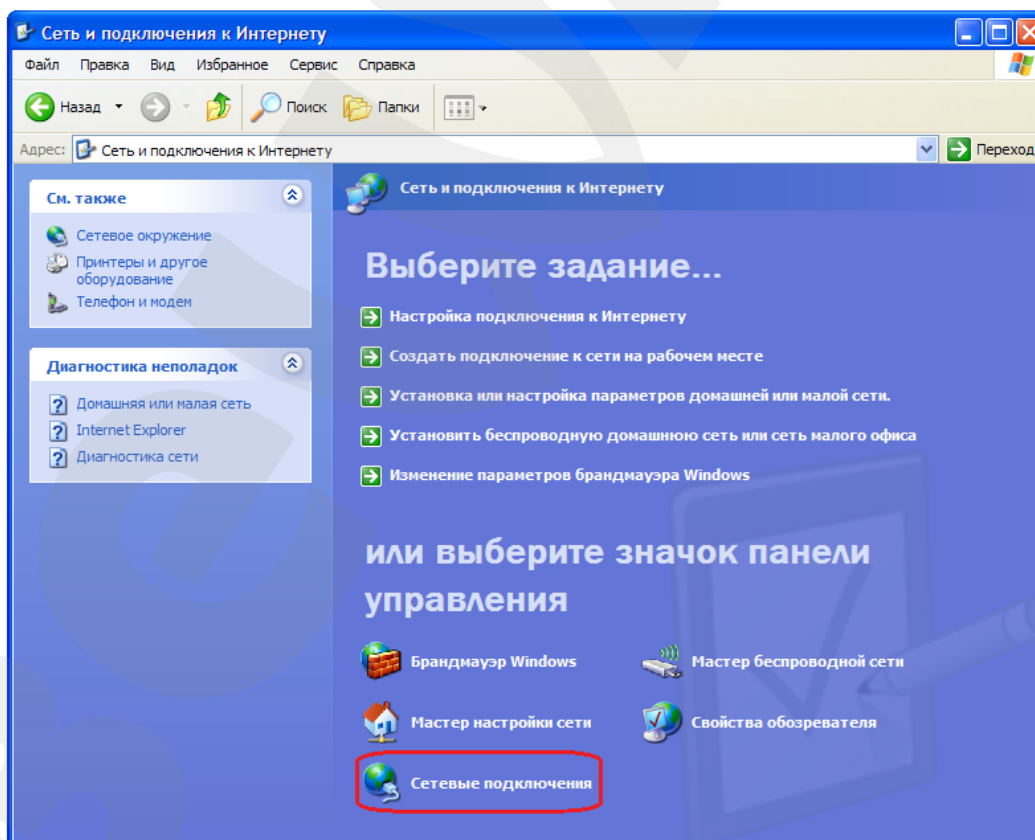 Сеть и подключения к Интернету
Файл Правка Вид Избранное Сервис Справка
Назад Поиск Папки
Адрес: Сеть и подключения к Интернету Переход
См. также
Сетевое окружение
Принтеры и другое
оборудование
Телефон и модем
Диагностика неполадок
Домашняя или малая сеть
Internet Explorer
Диагностика сети
Сеть и подключения к Интернету
Выберите задание...
Настройка подключения к Интернету
Создать подключение к сети на рабочем месте
Установка или настройка параметров домашней или малой сети.
Установить беспроводную домашнюю сеть или сеть малого офиса
Изменение параметров брандмауэра Windows
или выберите значок панели
управления
Брандмауэр Windows Мастер беспроводной сети
Мастер настройки сети Свойства обозревателя
Сетевые подключения